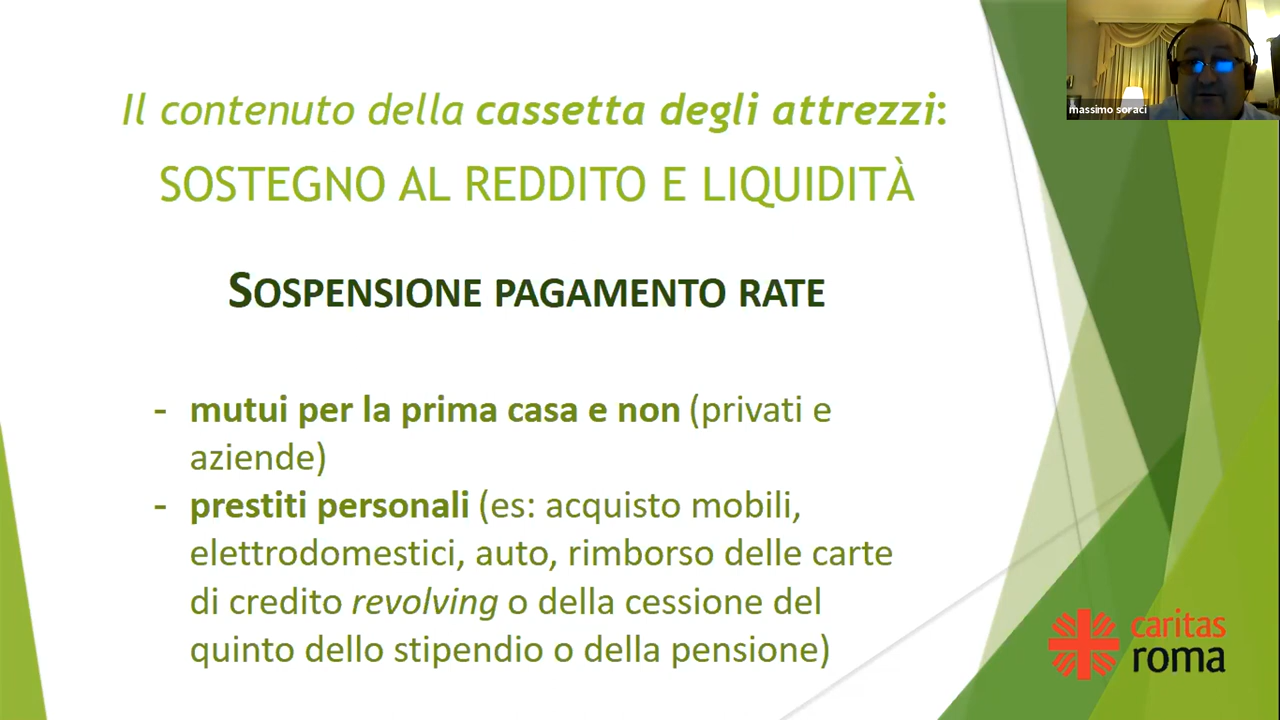 massimo soraci
Il contenuto della cassetta degli attrezzi:
SOSTEGNO AL REDDITO E LIQUIDITÀ
SOSPENSIONE PAGAMENTO RATE
- mutui per la prima casa e non (privati e
aziende)
- prestiti personali (es: acquisto mobili,
elettrodomestici, auto, rimborso delle carte
di credito revolving o della cessione del
quinto dello stipendio o della pensione)
caritas
roma